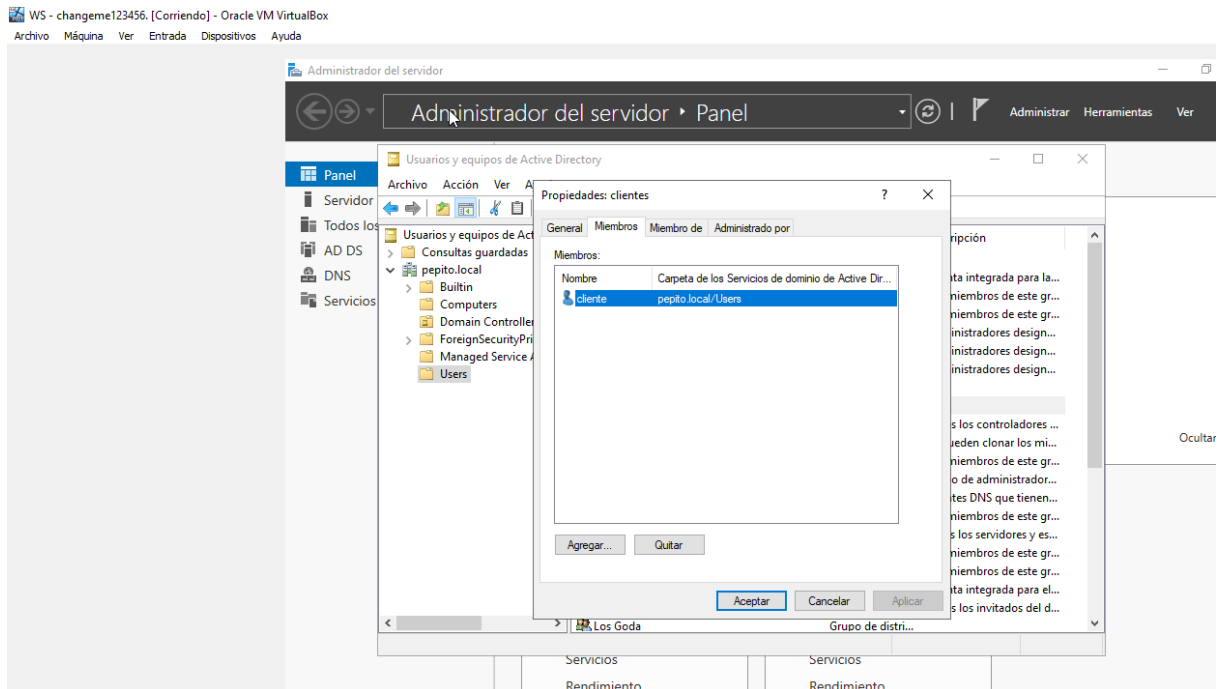 WS - changeme123456. [Corriendo] - Oracle VM VirtualBox
Archivo Máquina Ver Entrada Dispositivos Ayuda
Administrador del servidor
Administrador del servidor ‣ Panel
Administrar Herramientas Ver
Panel
Servidor
Todos los
AD DS
DNS
Servicios
Usuarios y equipos de Active Directory
Archivo Acción Ver A
Usuarios y equipos de Act
Consultas guardadas
pepito.local
Builtin
Computers
Domain Controller
ForeignSecurityPri
Managed Service A
Users
Propiedades: clientes
General Miembros Miembro de Administrado por
Miembros:
Nombre Carpeta de los Servicios de dominio de Active Dir...
cliente pepito.local/Users
Agregar... Quitar
Aceptar Cancelar Aplicar
ripción
ta integrada para la...
miembros de este gr...
miembros de este gr...
inistradores design...
inistradores design...
inistradores design...
s los controladores ...
ueden clonar los mi...
miembros de este gr...
o de administrador...
tes DNS que tienen...
miembros de este gr...
s los servidores y es...
miembros de este gr...
miembros de este gr...
ta integrada para el...
s los invitados del d...
Los Goda Grupo de distri...
Ocultar
Servicios Servicios
Rendimiento Rendimiento